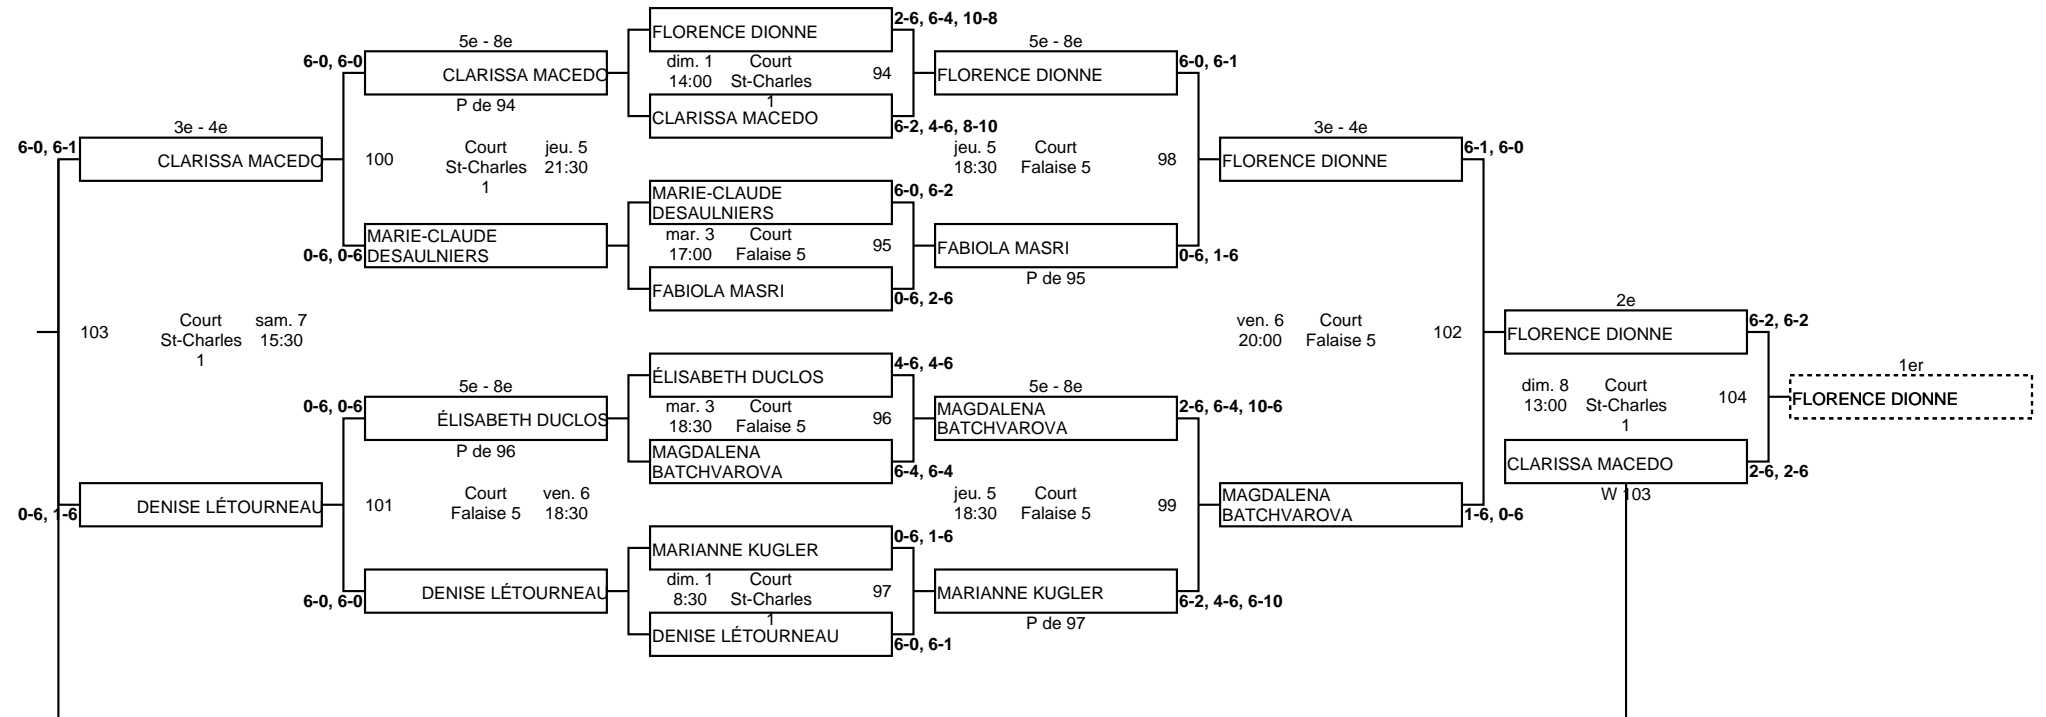 2-6, 6-4, 10-8
FLORENCE DIONNE
5e - 8e
5e - 8e
6-0, 6-0
CLARISSA MACEDO
dim. 1 Court
14:00 St-Charles
1
94
FLORENCE DIONNE
6-0, 6-1
P de 94
CLARISSA MACEDO
6-2, 4-6, 8-10
3e - 4e
3e - 4e
6-0, 6-1
CLARISSA MACEDO
100
Court jeu. 5
St-Charles 21:30
1
jeu. 5 Court
18:30 Falaise 5
98
FLORENCE DIONNE
6-1, 6-0
MARIE-CLAUDE
DESAULNIERS
6-0, 6-2
MARIE-CLAUDE
DESAULNIERS
0-6, 0-6
mar. 3 Court
17:00 Falaise 5
95
FABIOLA MASRI
0-6, 1-6
P de 95
FABIOLA MASRI
0-6, 2-6
103
Court sam. 7
St-Charles 15:30
1
ven. 6 Court
20:00 Falaise 5
102
2e
FLORENCE DIONNE
6-2, 6-2
ÉLISABETH DUCLOS
4-6, 4-6
5e - 8e
5e - 8e
0-6, 0-6
ÉLISABETH DUCLOS
mar. 3 Court
18:30 Falaise 5
96
MAGDALENA
BATCHVAROVA
2-6, 6-4, 10-6
dim. 8 Court
13:00 St-Charles
1
104
1er
FLORENCE DIONNE
P de 96
MAGDALENA
BATCHVAROVA
6-4, 6-4
CLARISSA MACEDO
2-6, 2-6
W 103
0-6, 1-6
DENISE LÉTOURNEAU
101
Court ven. 6
Falaise 5 18:30
jeu. 5 Court
18:30 Falaise 5
99
MAGDALENA
BATCHVAROVA
1-6, 0-6
MARIANNE KUGLER
0-6, 1-6
6-0, 6-0
DENISE LÉTOURNEAU
dim. 1 Court
8:30 St-Charles
1
97
MARIANNE KUGLER
6-2, 4-6, 6-10
P de 97
DENISE LÉTOURNEAU
6-0, 6-1